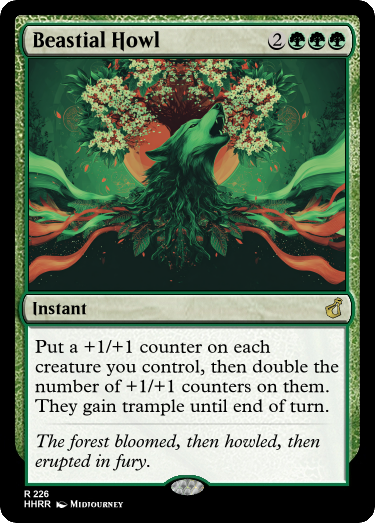 Beastial Howl 2
Instant
Put a +1/+1 counter on each
creature you control, then double the
number of +1/+1 counters on them.
They gain trample until end of turn.
The forest bloomed, then howled, then
erupted in fury.
R 226
HHRR Midjourney